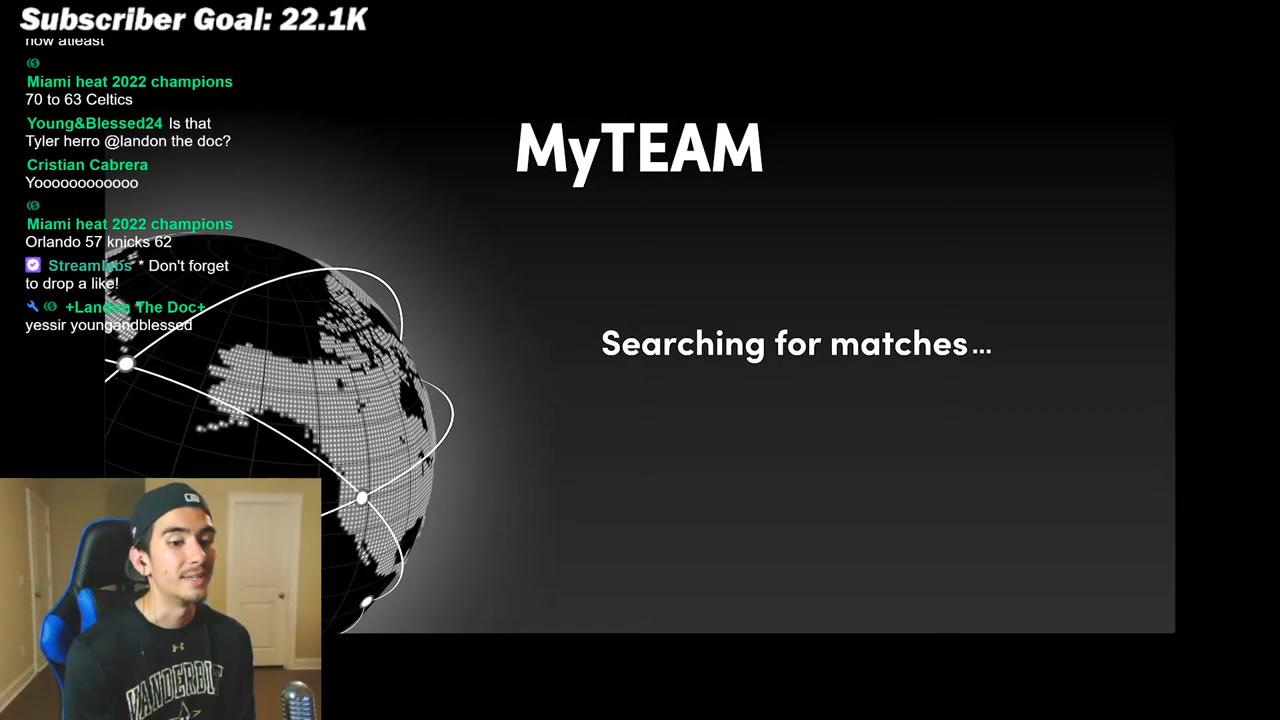 Subscriber Goal: 22.1K
now atleast
Miami heat 2022 champions
70 to 63 Celtics
Young&Blessed24 Is that
Tyler herro @landon the doc?
Cristian Cabrera
Yoooooooooooo
Miami heat 2022 champions
Orlando 57 knicks 62
Streamlabs * Don't forget
to drop a like!
+Landon The Doc+
yessir youngandblessed
MyTEAM
Searching for matches...
VANDERBILT